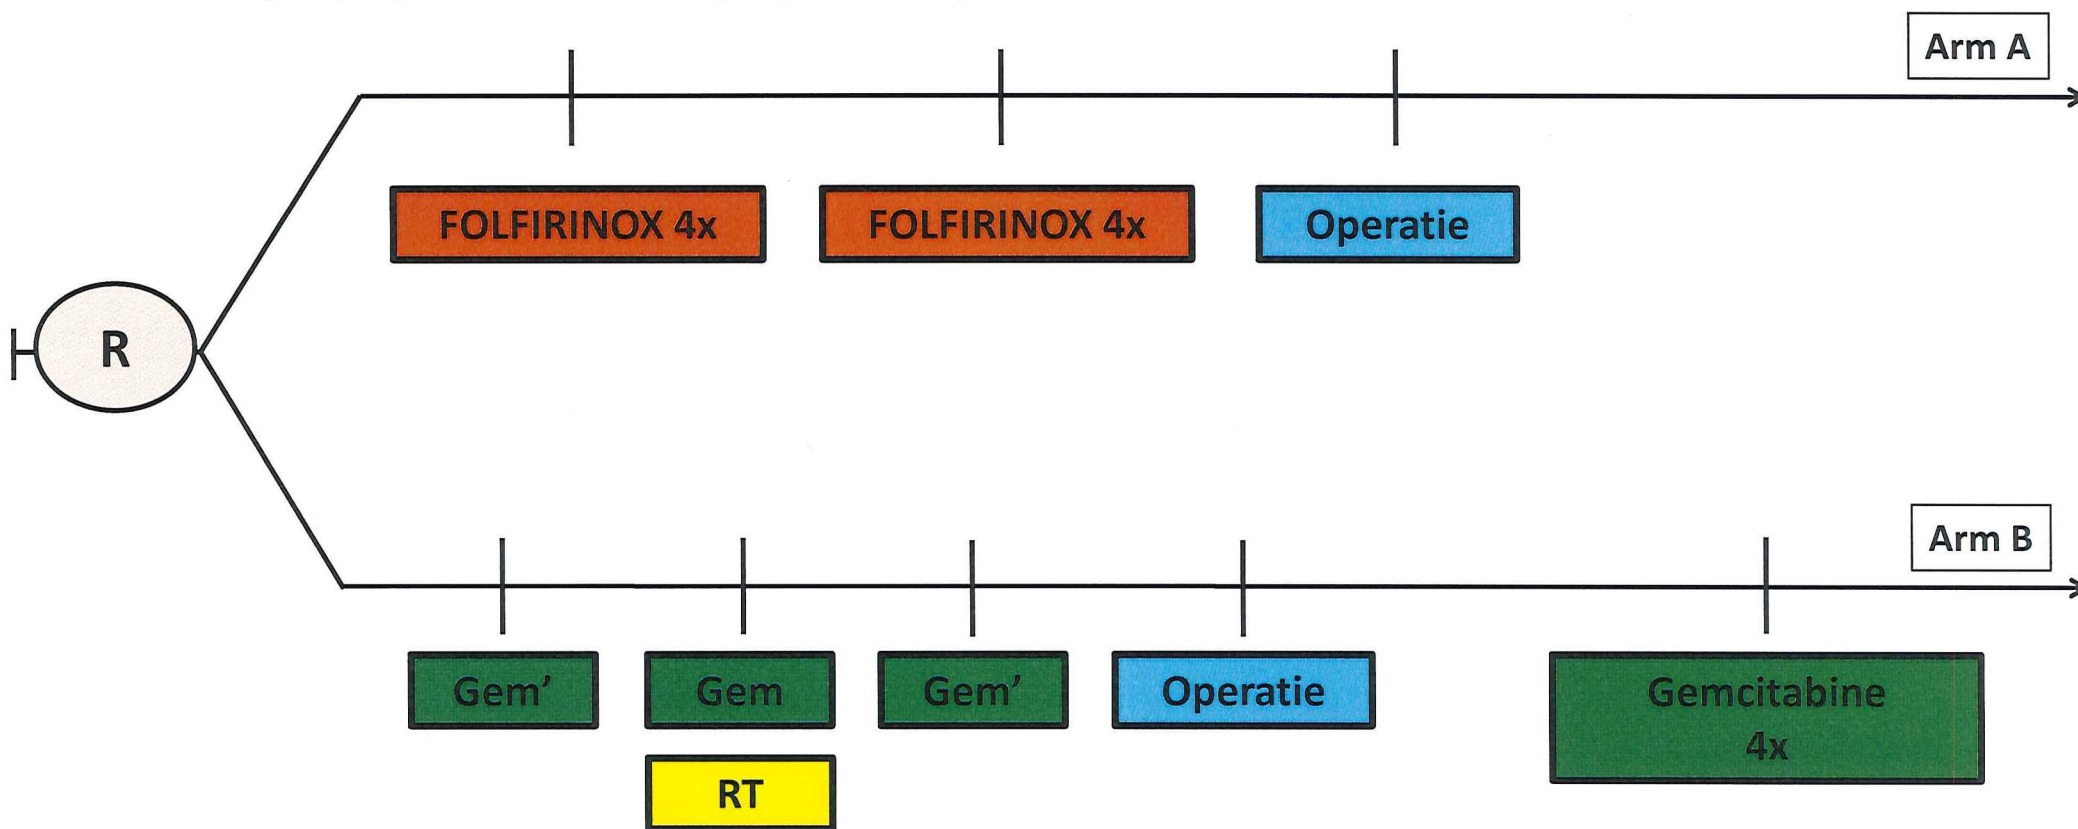 Arm A
FOLFIRINOX 4x
FOLFIRINOX 4x
Operatie
R
Arm B
Gem’
Gem
Gem’
Operatie
Gemcitabine
4x
RT